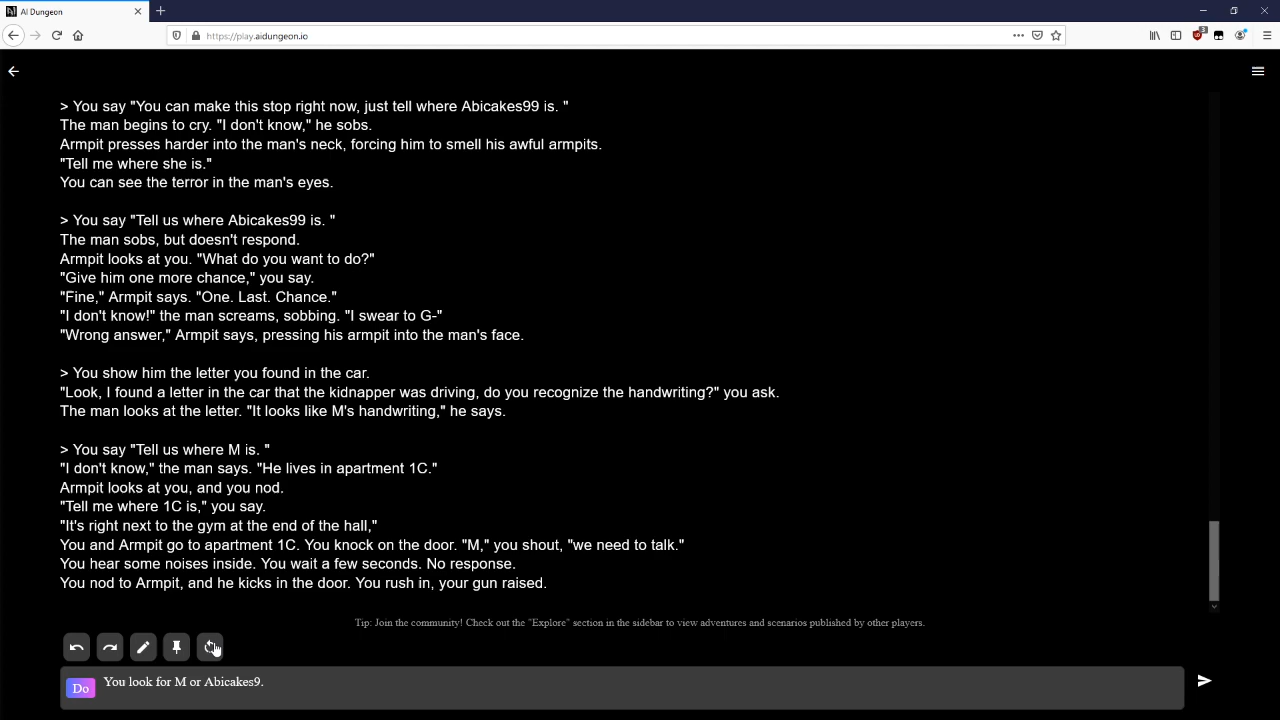 AI Dungeon
https://play.aidungeon.io
> You say "You can make this stop right now, just tell where Abicakes99 is. "
The man begins to cry. "I don't know," he sobs.
Armpit presses harder into the man's neck, forcing him to smell his awful armpits.
"Tell me where she is."
You can see the terror in the man's eyes.
> You say "Tell us where Abicakes99 is. "
The man sobs, but doesn't respond.
Armpit looks at you. "What do you want to do?"
"Give him one more chance," you say.
"Fine," Armpit says. "One. Last. Chance."
"I don't know!" the man screams, sobbing. "I swear to G-"
"Wrong answer," Armpit says, pressing his armpit into the man's face.
> You show him the letter you found in the car.
"Look, I found a letter in the car that the kidnapper was driving, do you recognize the handwriting?" you ask.
The man looks at the letter. "It looks like M's handwriting," he says.
> You say "Tell us where M is. "
"I don't know," the man says. "He lives in apartment 1C."
Armpit looks at you, and you nod.
"Tell me where 1C is," you say.
"It's right next to the gym at the end of the hall,"
You and Armpit go to apartment 1C. You knock on the door. "M," you shout, "we need to talk."
You hear some noises inside. You wait a few seconds. No response.
You nod to Armpit, and he kicks in the door. You rush in, your gun raised.
Tip: Join the community! Check out the "Explore" section in the sidebar to view adventures and scenarios published by other players.
Do You look for M or Abicakes9.